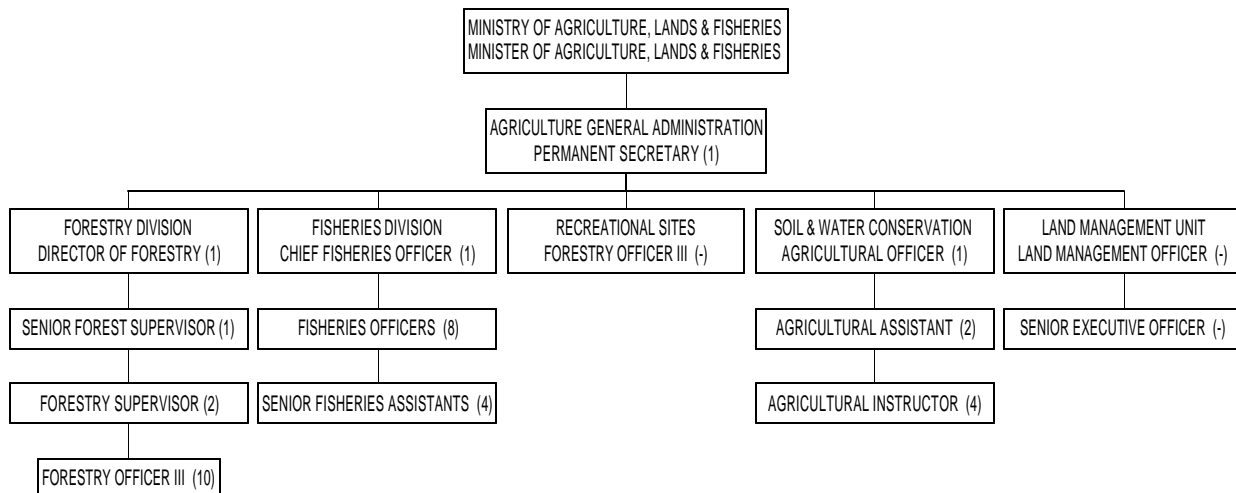 MINISTRY OF AGRICULTURE, LANDS & FISHERIES
MINISTER OF AGRICULTURE, LANDS & FISHERIES
AGRICULTURE GENERAL ADMINISTRATION
PERMANENT SECRETARY (1)
FORESTRY DIVISION
DIRECTOR OF FORESTRY (1)
SENIOR FOREST SUPERVISOR (1)
FORESTRY SUPERVISOR (2)
FORESTRY OFFICER III (10)
FISHERIES DIVISION
CHIEF FISHERIES OFFICER (1)
FISHERIES OFFICERS (8)
SENIOR FISHERIES ASSISTANTS (4)
RECREATIONAL SITES
FORESTRY OFFICER III (-)
SOIL & WATER CONSERVATION
AGRICULTURAL OFFICER (1)
AGRICULTURAL ASSISTANT (2)
AGRICULTURAL INSTRUCTOR (4)
LAND MANAGEMENT UNIT
LAND MANAGEMENT OFFICER (-)
SENIOR EXECUTIVE OFFICER (-)